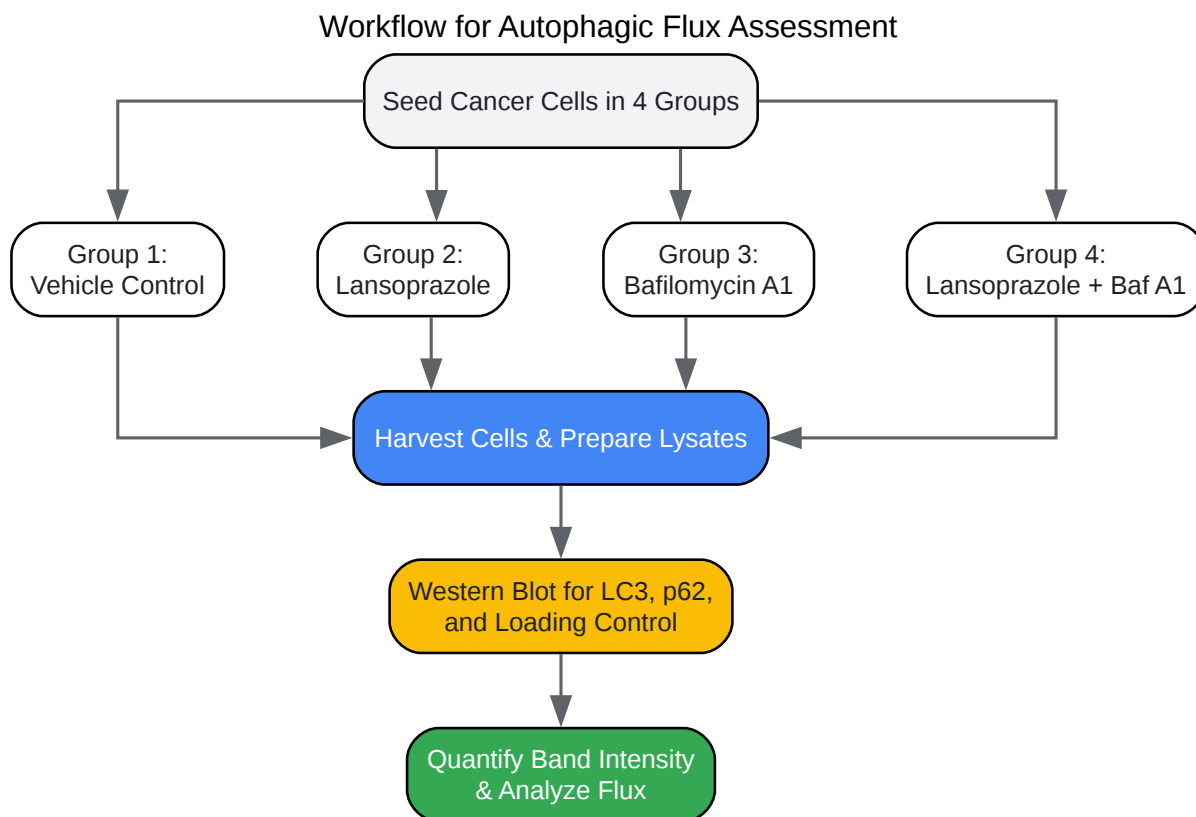 Workflow for Autophagic Flux Assessment
Seed Cancer Cells in 4 Groups
Group 1:
Vehicle Control
Group 2:
Lansoprazole
Group 3:
Bafilomycin A1
Group 4:
Lansoprazole + Baf A1
Harvest Cells & Prepare Lysates
Western Blot for LC3, p62,
and Loading Control
Quantify Band Intensity
& Analyze Flux